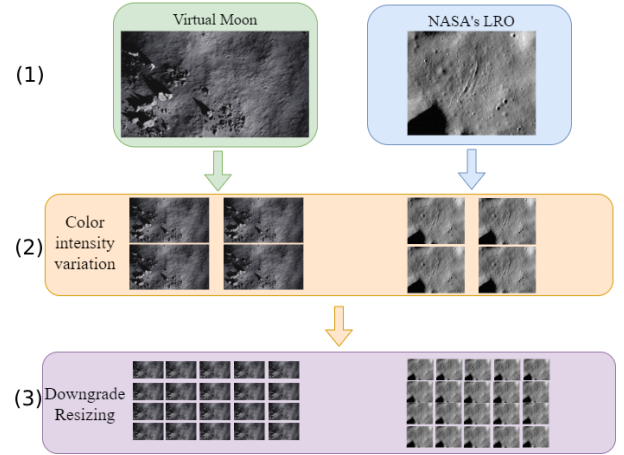 Virtual Moon
NASA's LRO
(1)
(2)
Color
intensity
variation
(3)
Downgrade
Resizing